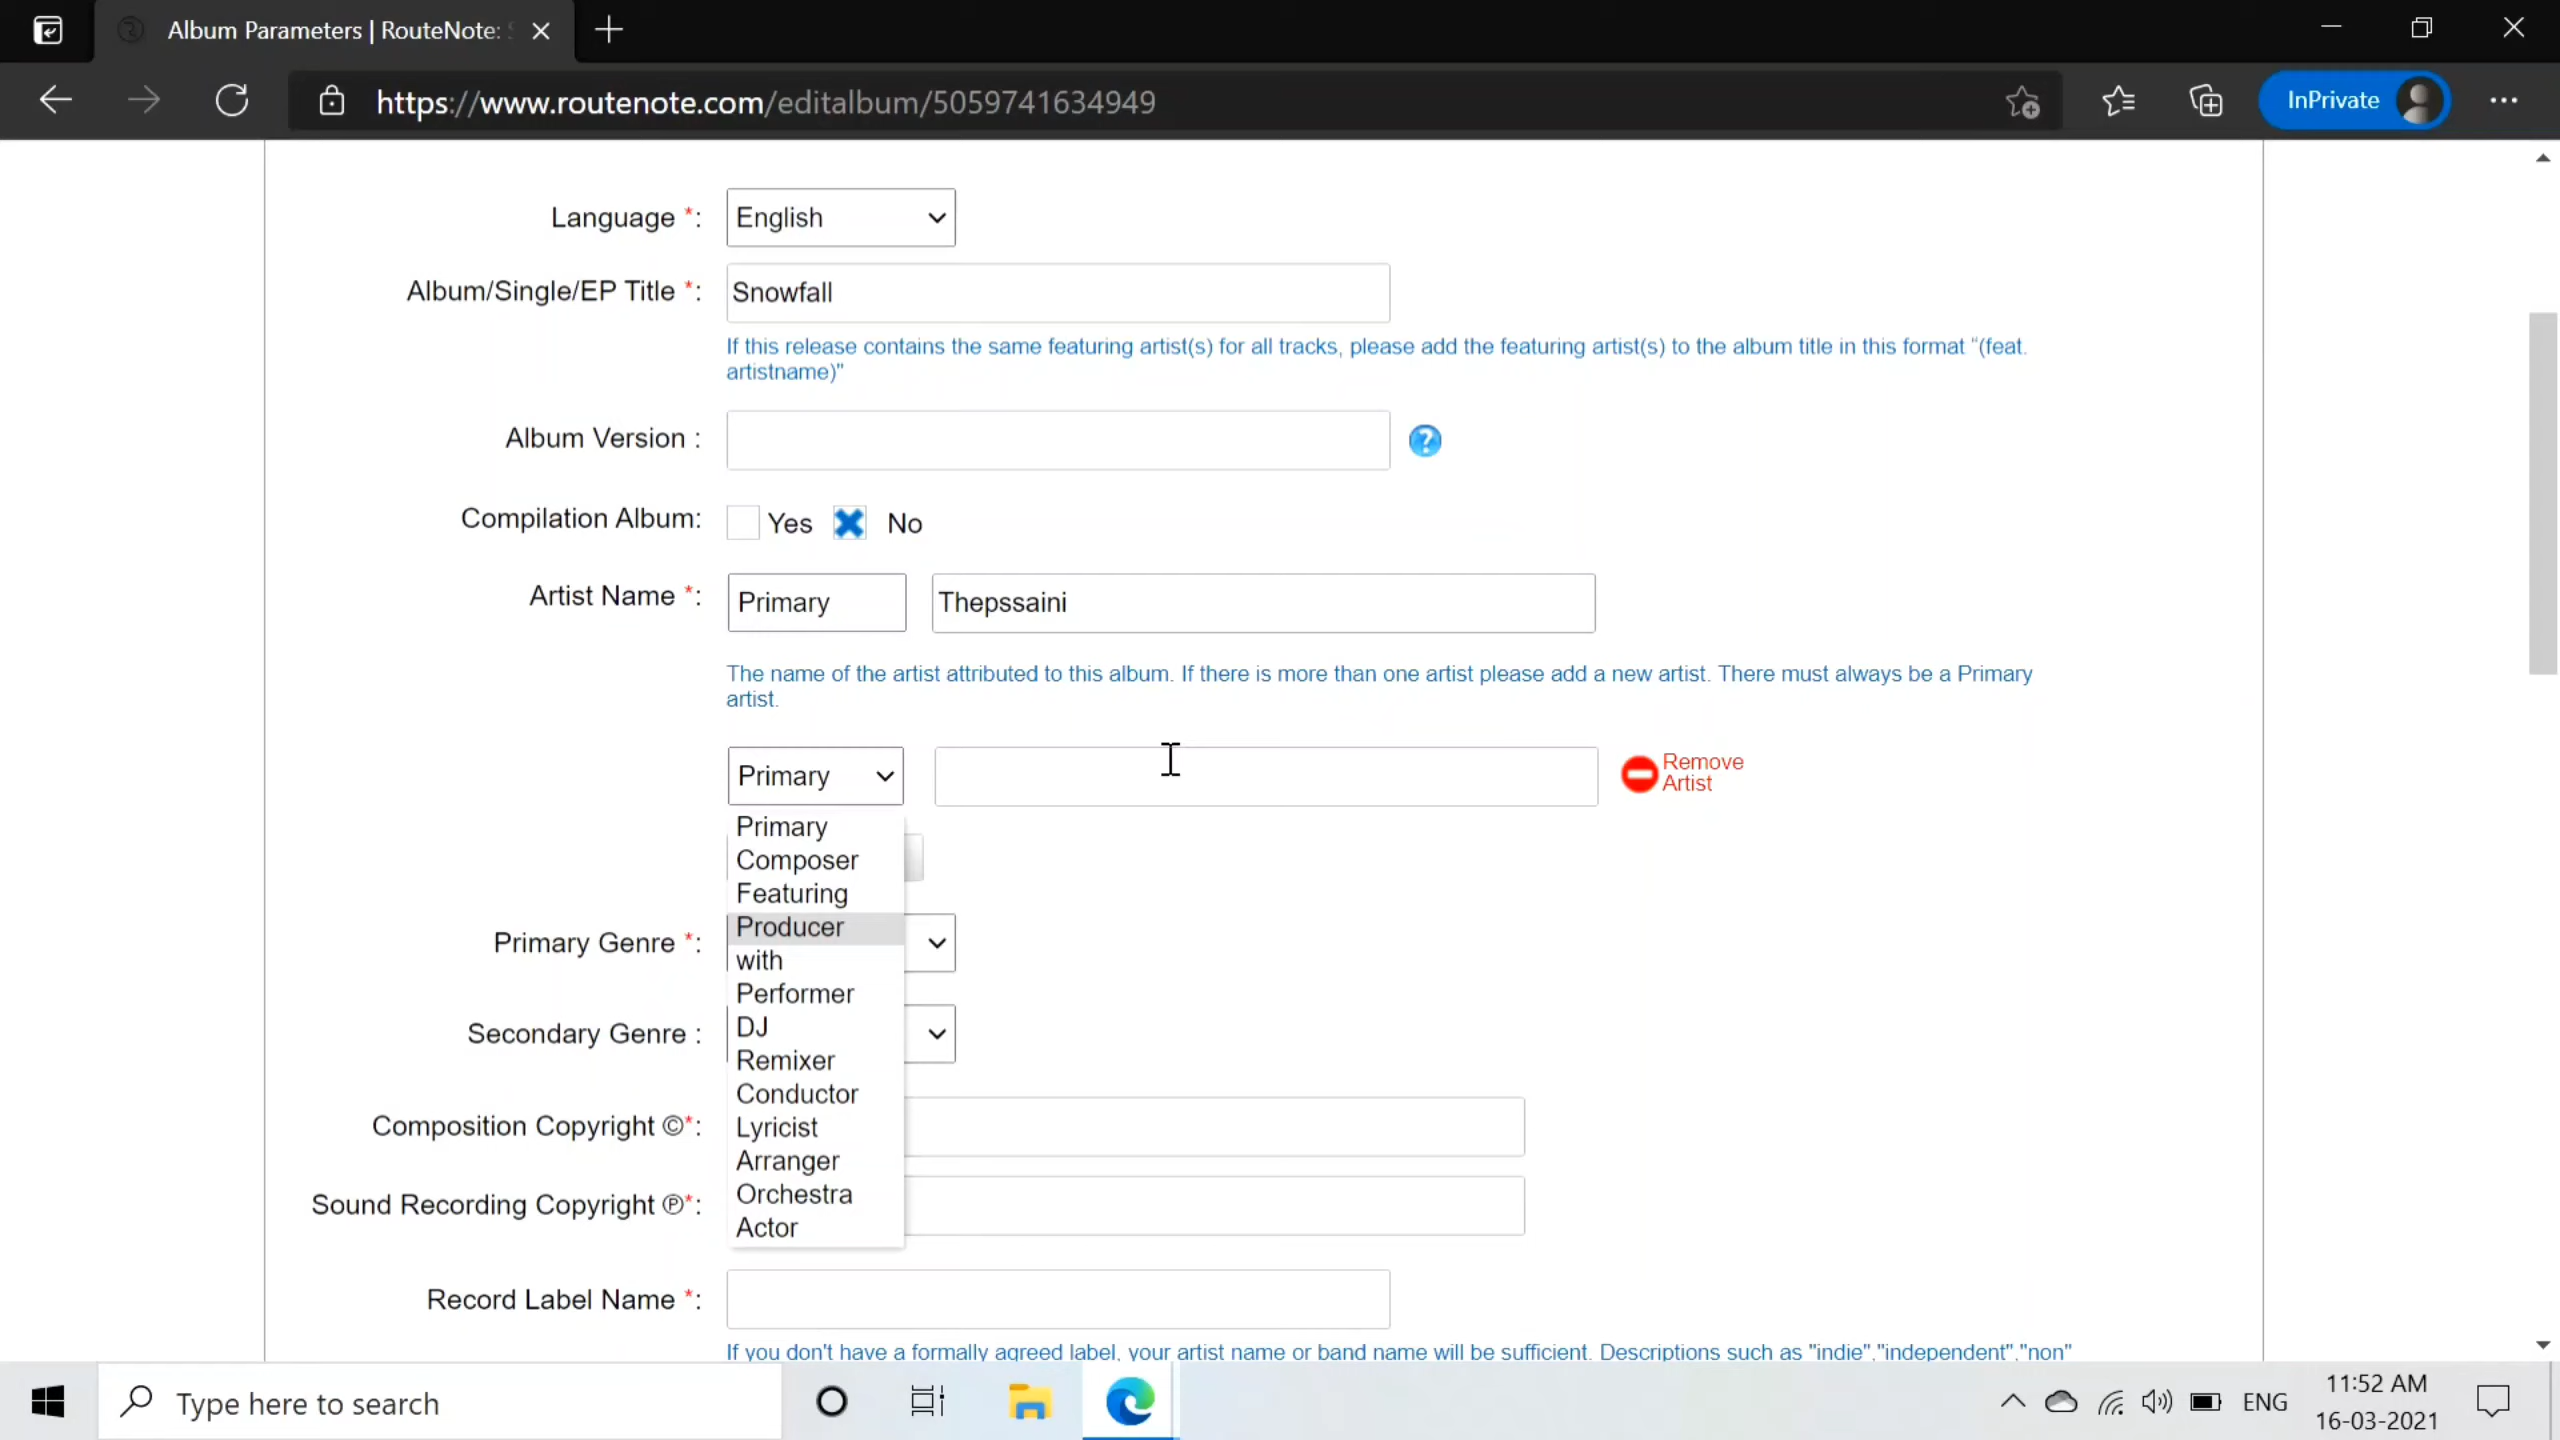 Album Parameters | RouteNote:
https://www.routenote.com/editalbum/5059741634949
InPrivate
Language *: English
Album/Single/EP Title *: Snowfall
If this release contains the same featuring artist(s) for all tracks, please add the featuring artist(s) to the album title in this format “(feat.
artistname)"
Album Version :
Compilation Album: Yes No
Artist Name *: Primary Thepssaini
The name of the artist attributed to this album. If there is more than one artist please add a new artist. There must always be a Primary
artist.
Primary Remove
Artist
Primary
Composer
Featuring
Producer
Primary Genre *:
with
Performer
DJ
Secondary Genre :
Remixer
Conductor
Composition Copyright ©*:
Lyricist
Arranger
Orchestra
Sound Recording Copyright ℗*:
Actor
Record Label Name *:
If you don't have a formally agreed label, your artist name or band name will be sufficient. Descriptions such as "indie","independent","non"
Type here to search
ENG
11:52 AM
16-03-2021